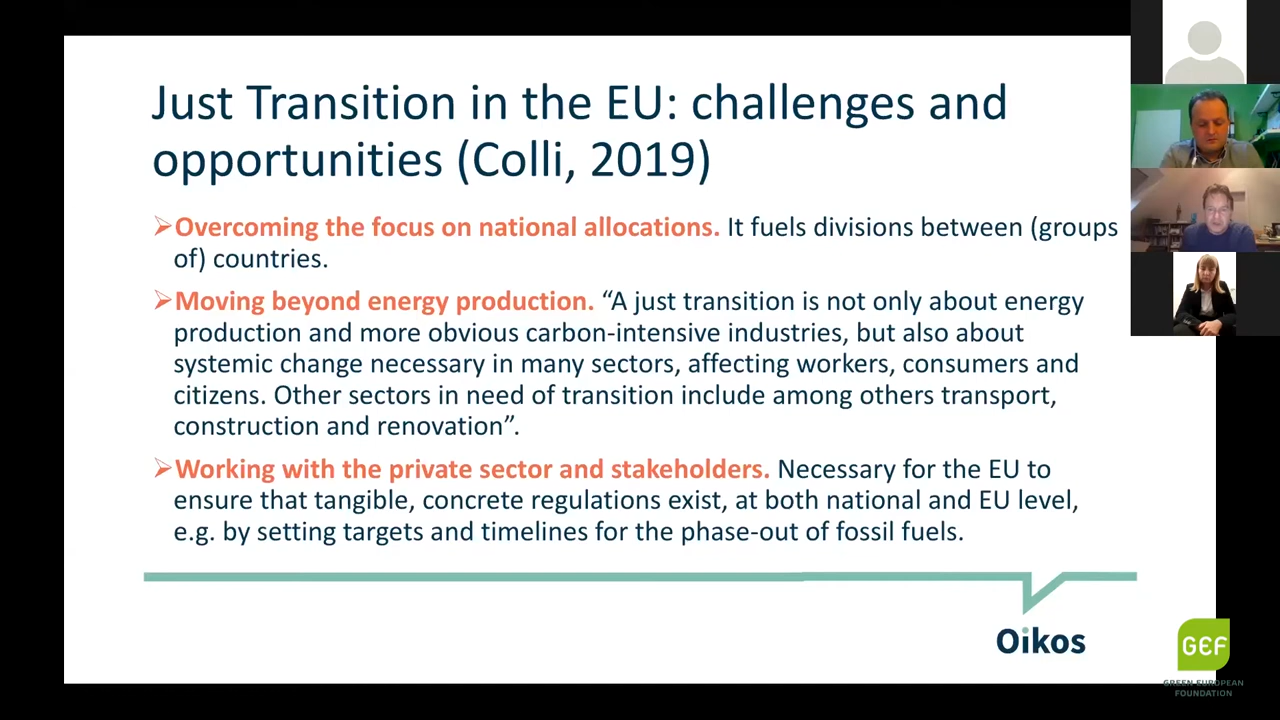 Just Transition in the EU: challenges and
opportunities (Colli, 2019)
➢Overcoming the focus on national allocations. It fuels divisions between (groups
of) countries.
➢Moving beyond energy production. “A just transition is not only about energy
production and more obvious carbon-intensive industries, but also about
systemic change necessary in many sectors, affecting workers, consumers and
citizens. Other sectors in need of transition include among others transport,
construction and renovation”.
➢Working with the private sector and stakeholders. Necessary for the EU to
ensure that tangible, concrete regulations exist, at both national and EU level,
e.g. by setting targets and timelines for the phase-out of fossil fuels.
Oikos
GEF
GREEN EUROPEAN
FOUNDATION